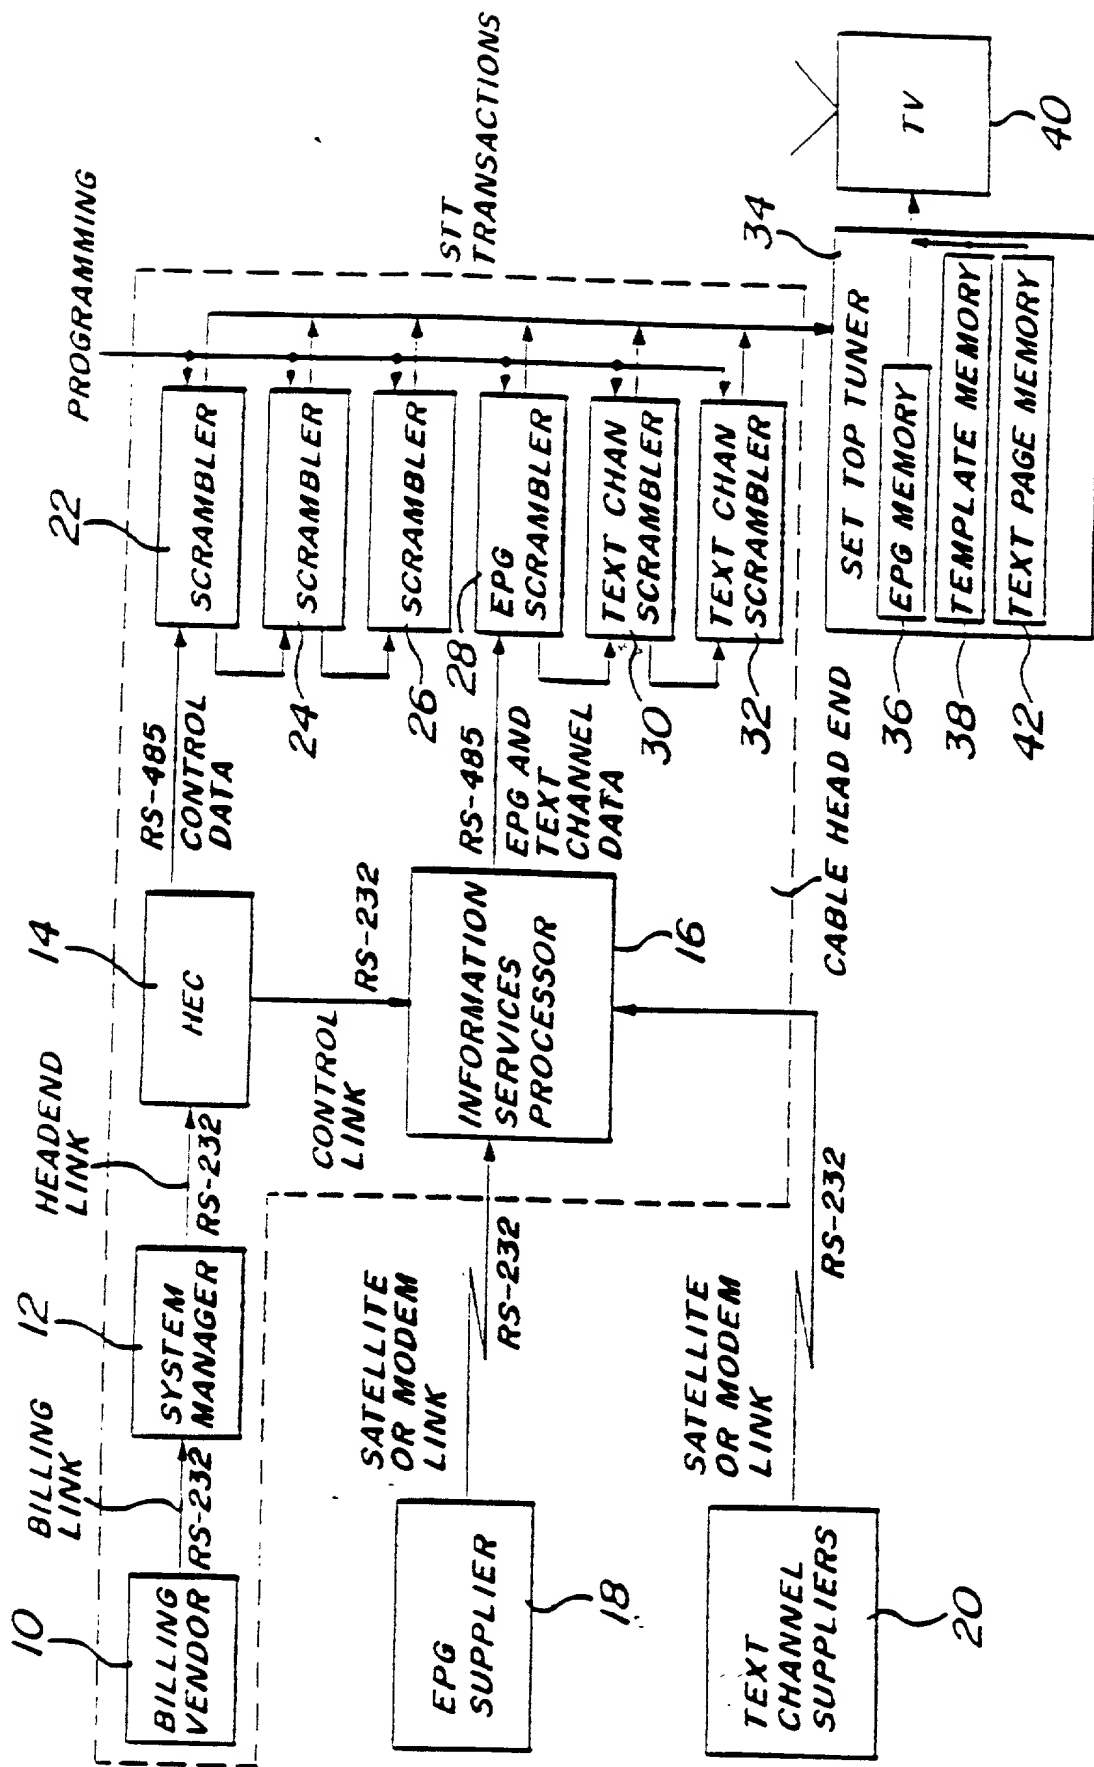 10
BILLING
VENDOR
BILLING
LINK
RS-232
12
SYSTEM
MANAGER
HEADEND
LINK
RS-232
14
HEC
RS-485
CONTROL
DATA
22
SCRAMBLER
PROGRAMMING
STT
TRANSACTIONS
24
SCRAMBLER
26
SCRAMBLER
CONTROL
LINK
RS-232
EPG
SUPPLIER
18
SATELLITE
OR MODEM
LINK
RS-232
INFORMATION
SERVICES
PROCESSOR
16
RS-485
EPG AND
TEXT
CHANNEL
DATA
28
EPG
SCRAMBLER
30
TEXT CHAN
SCRAMBLER
32
TEXT CHAN
SCRAMBLER
TEXT
CHANNEL
SUPPLIERS
20
SATELLITE
OR MODEM
LINK
RS-232
CABLE HEAD END
34
SET TOP TUNER
36
EPG MEMORY
38
TEMPLATE MEMORY
42
TEXT PAGE MEMORY
TV
40